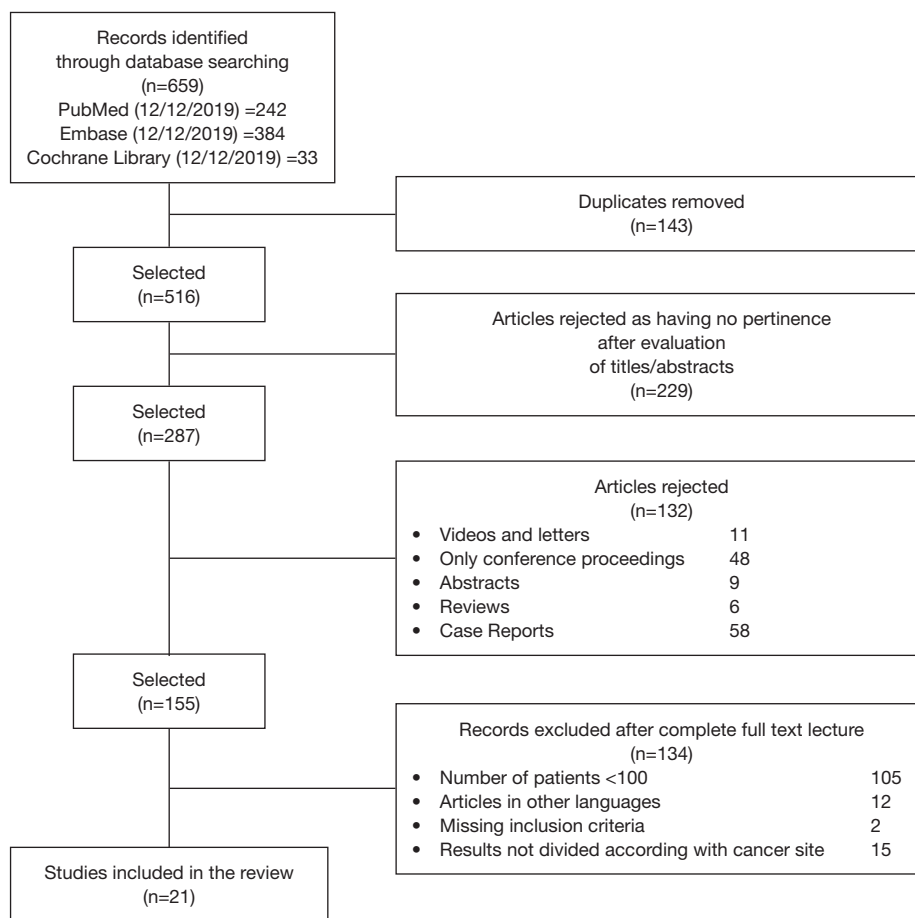 Records identified
through database searching
(n=659)
PubMed (12/12/2019) =242
Embase (12/12/2019) =384
Cochrane Library (12/12/2019) =33
Duplicates removed
(n=143)
Selected
(n=516)
Articles rejected as having no pertinence
after evaluation
of titles/abstracts
(n=229)
Selected
(n=287)
Articles rejected
(n=132)
• Videos and letters 11
• Only conference proceedings 48
• Abstracts 9
• Reviews 6
• Case Reports 58
Selected
(n=155)
Records excluded after complete full text lecture
(n=134)
• Number of patients <100 105
• Articles in other languages 12
• Missing inclusion criteria 2
• Results not divided according with cancer site 15
Studies included in the review
(n=21)